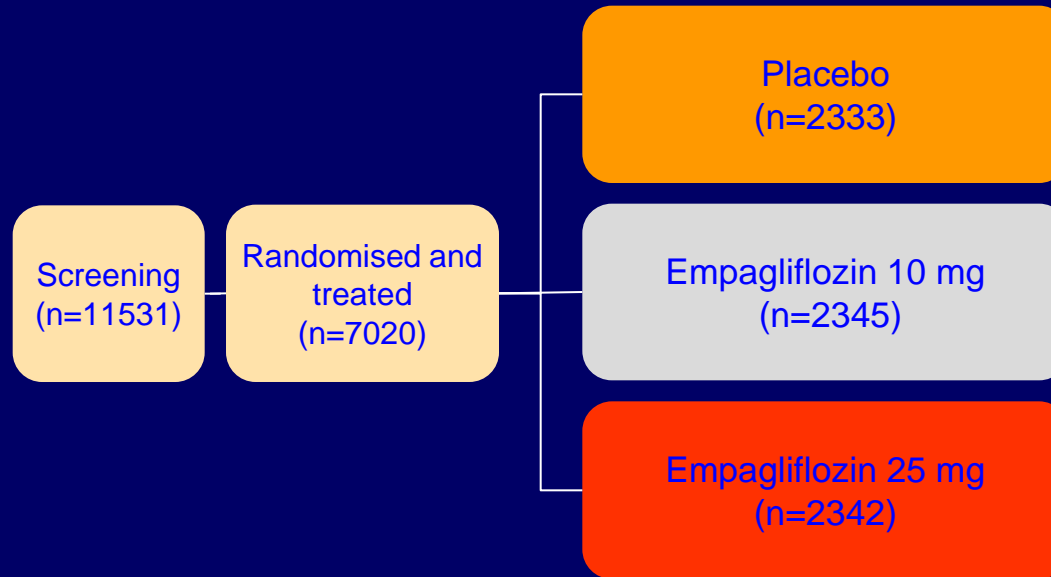 Screening
(n=11531)
Randomised and
treated
(n=7020)
Placebo
(n=2333)
Empagliflozin 10 mg
(n=2345)
Empagliflozin 25 mg
(n=2342)